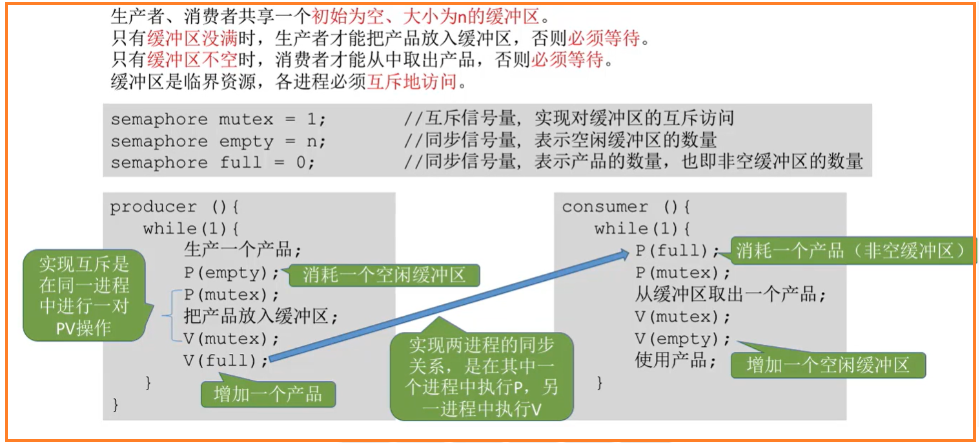 生产者、消费者共享一个初始为空、大小为n的缓冲区。
只有缓冲区没满时，生产者才能把产品放入缓冲区，否则必须等待。
只有缓冲区不空时，消费者才能从中取出产品，否则必须等待。
缓冲区是临界资源，各进程必须互斥地访问。
semaphore mutex = 1; //互斥信号量, 实现对缓冲区的互斥访问
semaphore empty = n; //同步信号量, 表示空闲缓冲区的数量
semaphore full = 0; //同步信号量, 表示产品的数量, 也即非空缓冲区的数量
producer (){
while(1){
生产一个产品;
P(empty);
消耗一个空闲缓冲区
P(mutex);
把产品放入缓冲区;
V(mutex);
V(full);
增加一个产品
}
}
实现互斥是
在同一进程
中进行一对
PV操作
实现两进程的同步
关系，是在其中一
个进程中执行P，另
一进程中执行V
consumer (){
while(1){
P(full);
消耗一个产品（非空缓冲区）
P(mutex);
从缓冲区取出一个产品;
V(mutex);
V(empty);
增加一个空闲缓冲区
使用产品;
}
}